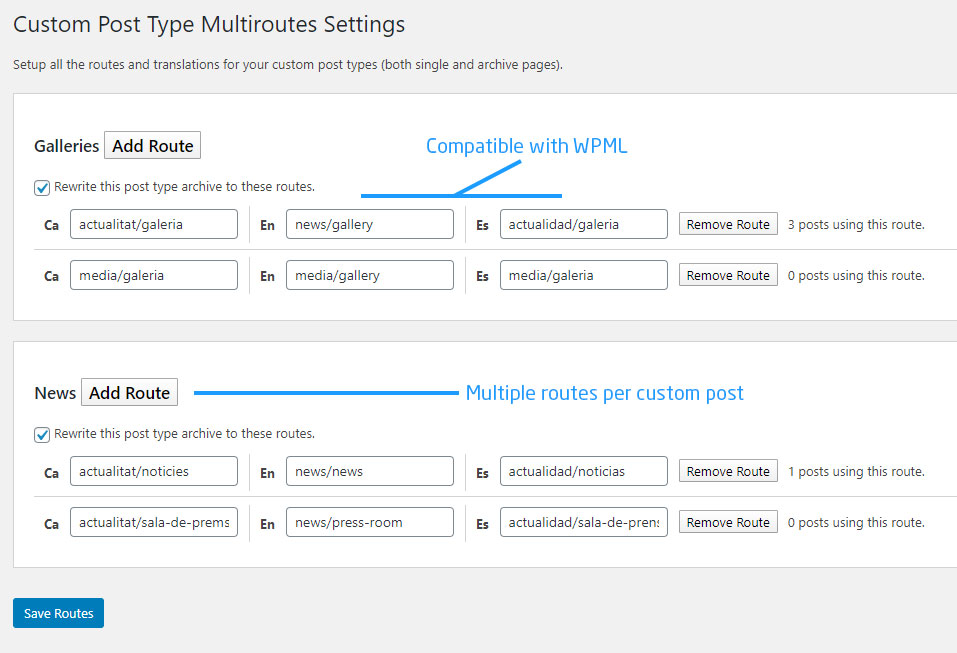 Custom Post Type Multiroutes Settings
Setup all the routes and translations for your custom post types (both single and archive pages).
Galleries Add Route
Compatible with WPML
Rewrite this post type archive to these routes.
Ca actualitat/galeria En news/gallery Es actualidad/galeria Remove Route 3 posts using this route.
Ca media/galeria En media/gallery Es media/galeria Remove Route 0 posts using this route.
News Add Route Multiple routes per custom post
Rewrite this post type archive to these routes.
Ca actualitat/noticies En news/news Es actualidad/noticias Remove Route 1 posts using this route.
Ca actualitat/sala-de-prems En news/press-room Es actualidad/sala-de-prens Remove Route 0 posts using this route.
Save Routes